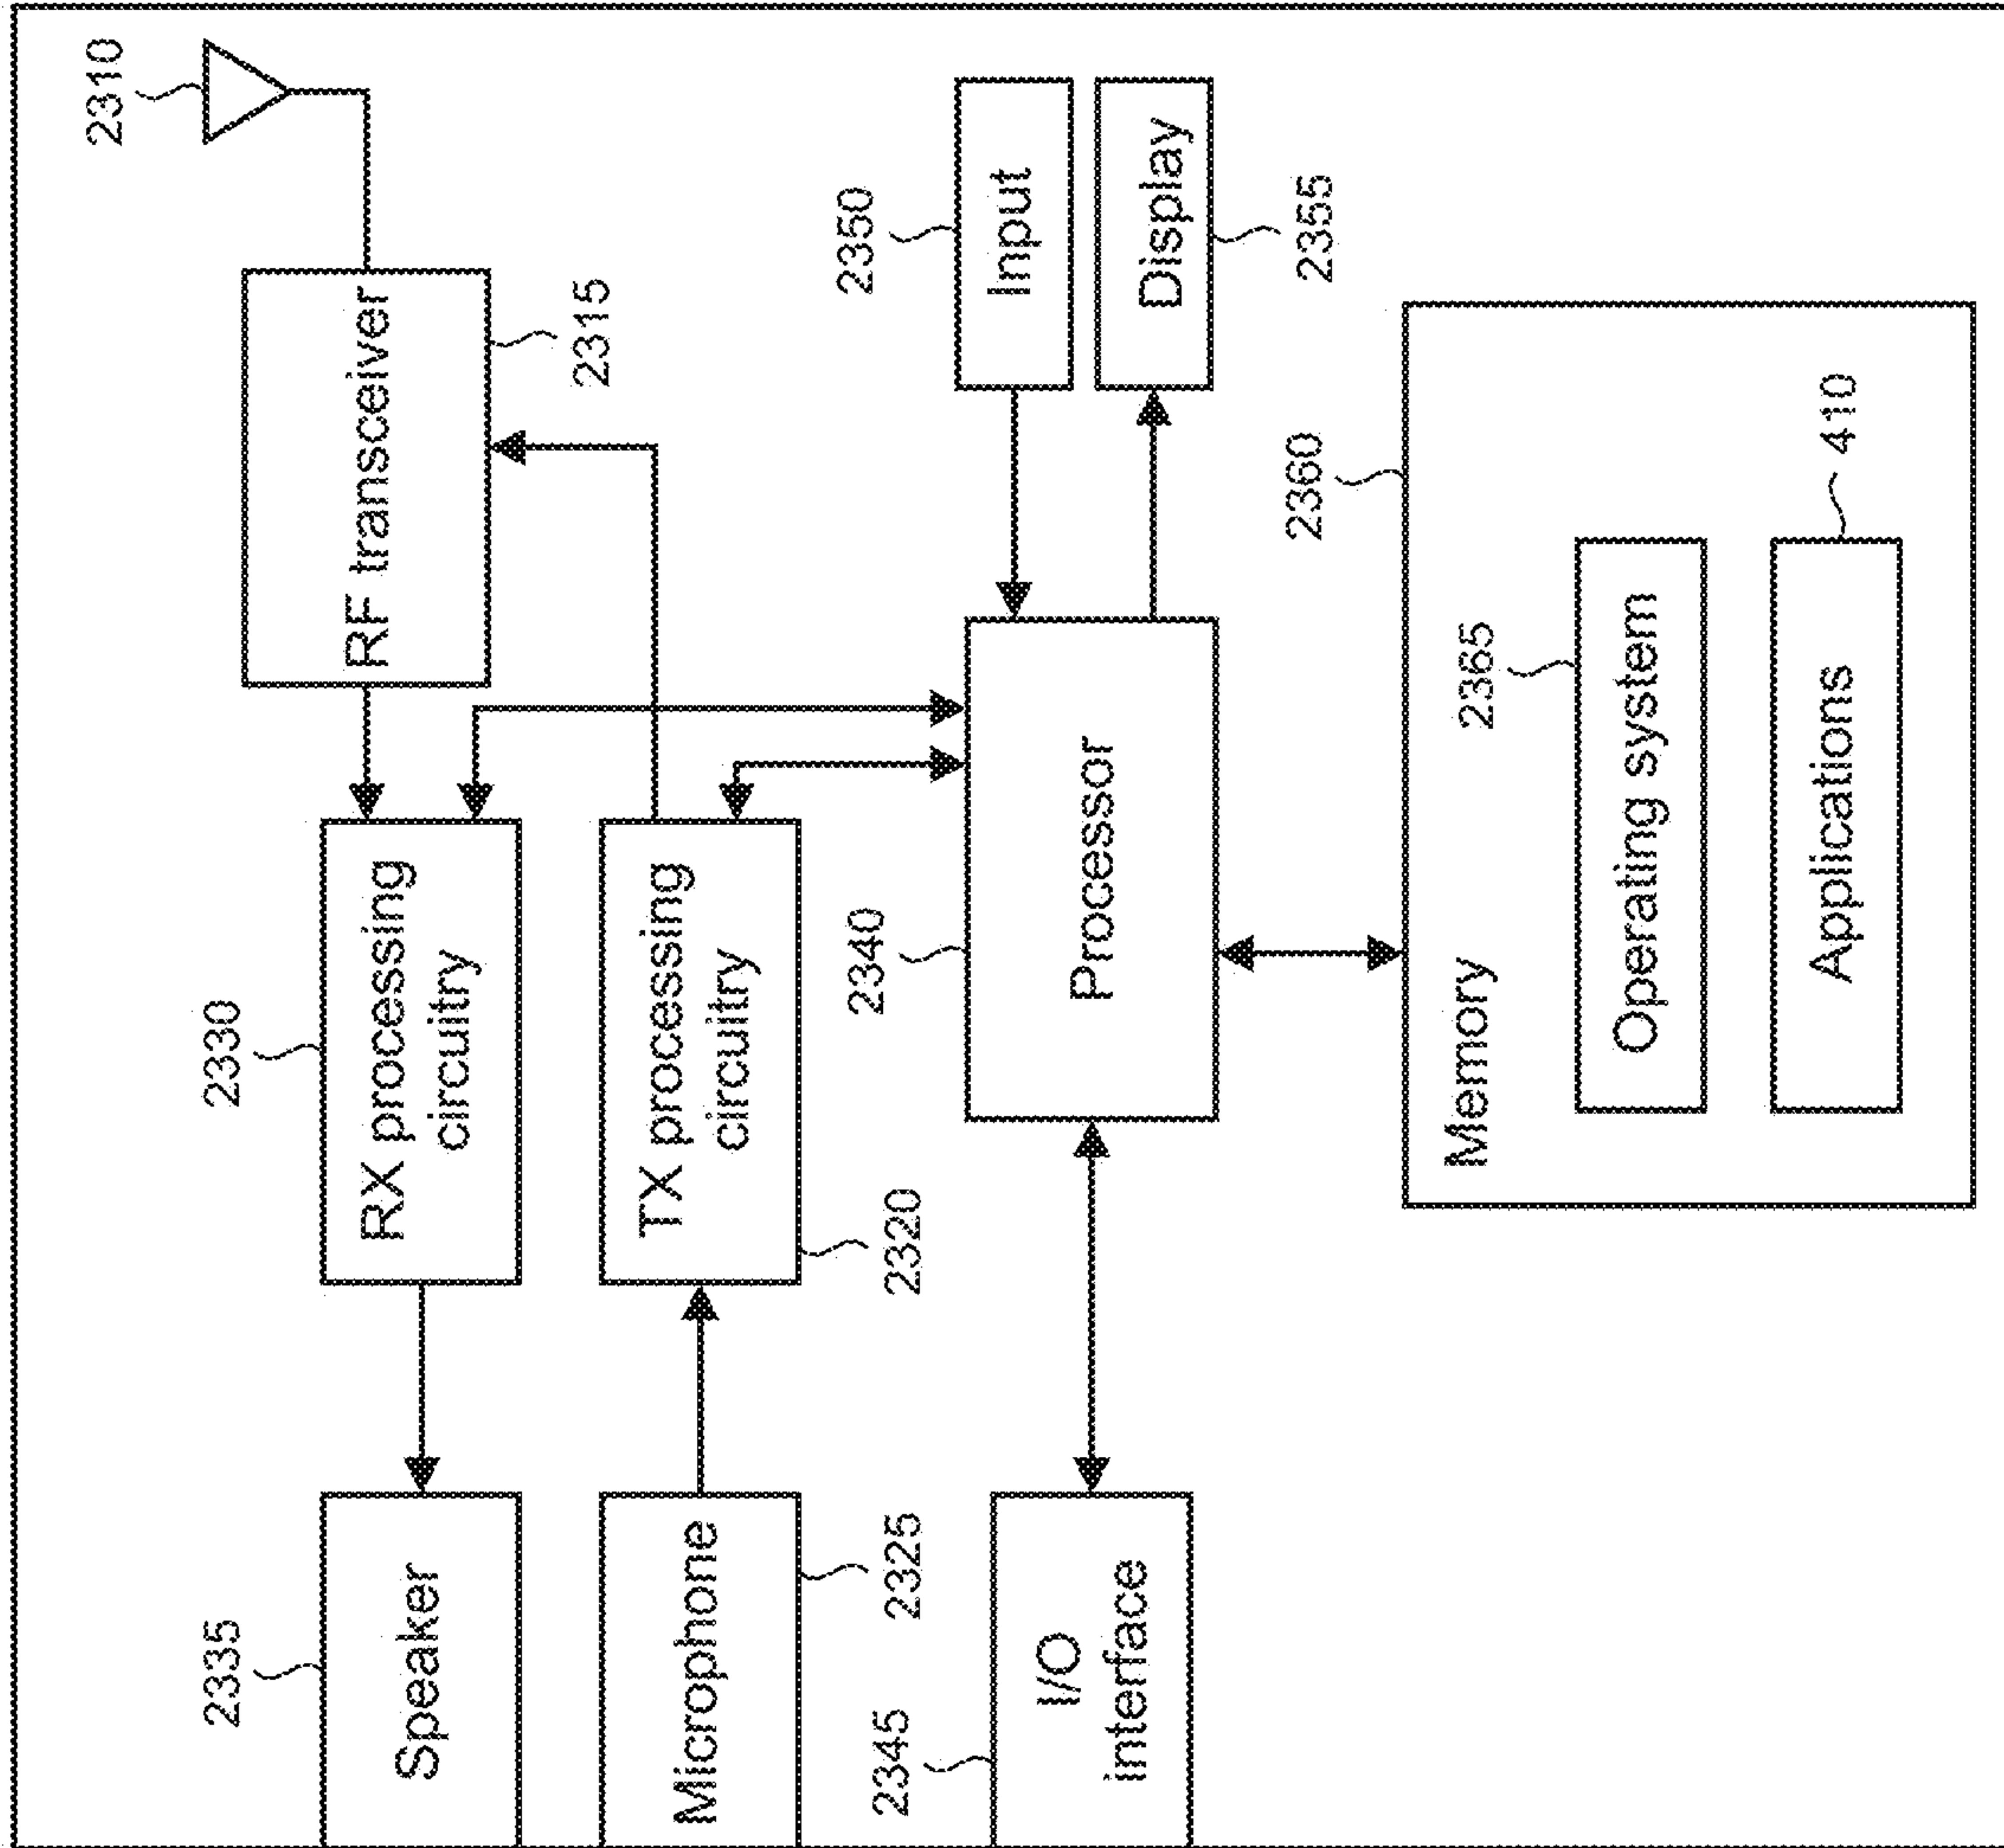 2310
RF transceiver
2315
2335
Speaker
2330
RX processing
circuitry
Microphone
2325
TX processing
circuitry
2320
2345
I/O
interface
2340
Processor
2350
Input
Display
2355
2360
Memory
2365
Operating system
Applications
410